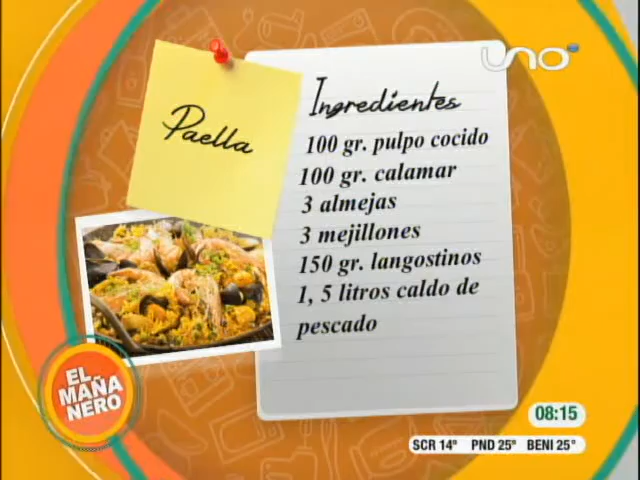 UNO
Paella
Ingredientes
100 gr. pulpo cocido
100 gr. calamar
3 almejas
3 mejillones
150 gr. langostinos
1, 5 litros caldo de
pescado
EL
MAÑA
NERO
08:15
SCR 14° PND 25° BENI 25°